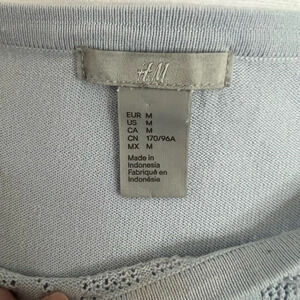 H&M
EUR M
US M
CA M
CN 170/96A
MX M
Made in
Indonesia
Fabriqué en
Indonésie